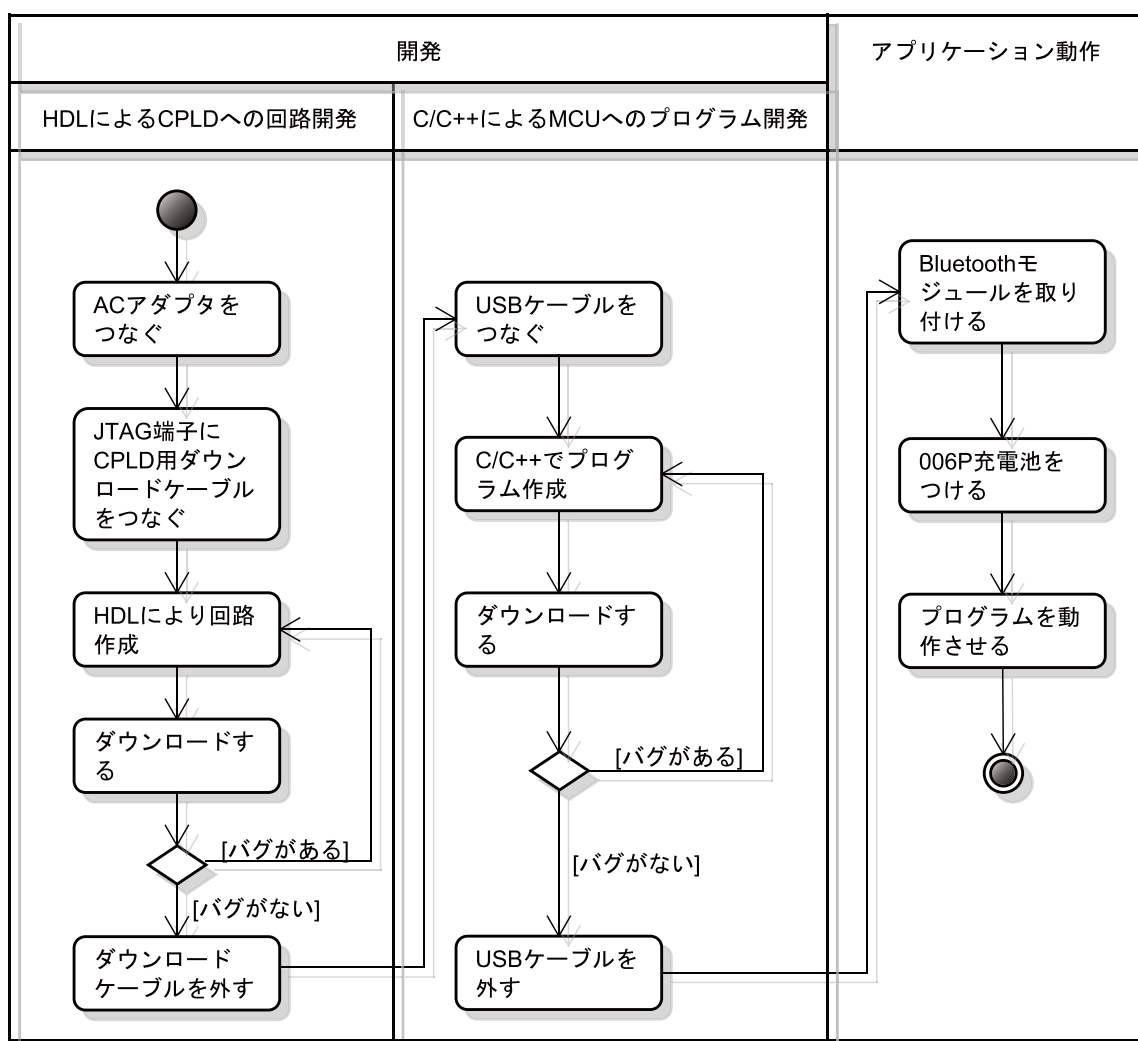 開発
アプリケーション動作
HDLによるCPLDへの回路開発
C/C++によるMCUへのプログラム開発
ACアダプタを
つなぐ
JTAG端子に
CPLD用ダウン
ロードケーブル
をつなぐ
HDLにより回路
作成
ダウンロードす
る
[バグがある]
[バグがない]
ダウンロード
ケーブルを外す
USBケーブルを
つなぐ
C/C++でプログ
ラム作成
ダウンロードす
る
[バグがある]
[バグがない]
USBケーブルを
外す
Bluetoothモ
ジュールを取り
付ける
006P充電池を
つける
プログラムを動
作させる